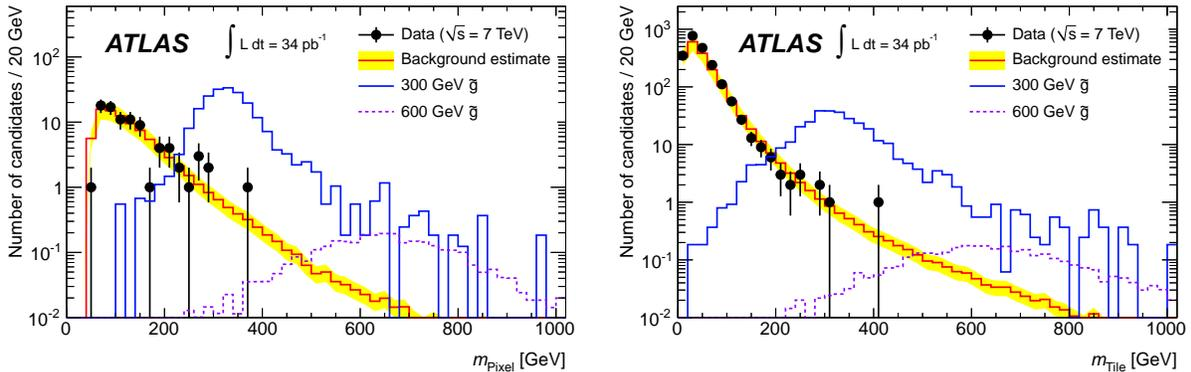 Number of candidates / 20 GeV
10²
10
1
10⁻¹
10⁻²
ATLAS
∫ L dt = 34 pb⁻¹
Data (√s = 7 TeV)
Background estimate
300 GeV g̃
600 GeV g̃
0 200 400 600 800 1000
m_Pixel [GeV]
Number of candidates / 20 GeV
10³
10²
10
1
10⁻¹
10⁻²
ATLAS
∫ L dt = 34 pb⁻¹
Data (√s = 7 TeV)
Background estimate
300 GeV g̃
600 GeV g̃
0 200 400 600 800 1000
m_Tile [GeV]